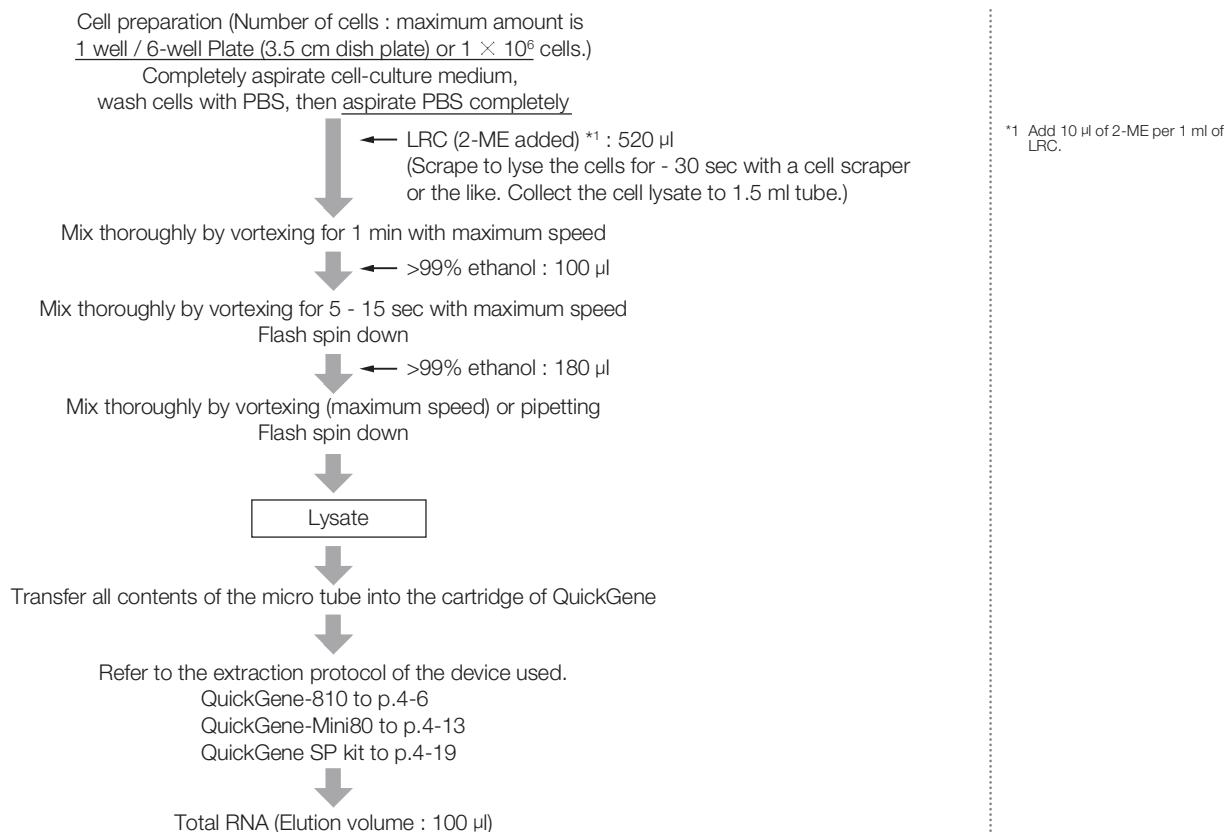 Cell preparation (Number of cells : maximum amount is
1 well / 6-well Plate (3.5 cm dish plate) or 1 × 10⁶ cells.)
Completely aspirate cell-culture medium,
wash cells with PBS, then aspirate PBS completely
LRC (2-ME added) *1 : 520 µl
(Scrape to lyse the cells for - 30 sec with a cell scraper
or the like. Collect the cell lysate to 1.5 ml tube.)
*1 Add 10 µl of 2-ME per 1 ml of
LRC.
Mix thoroughly by vortexing for 1 min with maximum speed
>99% ethanol : 100 µl
Mix thoroughly by vortexing for 5 - 15 sec with maximum speed
Flash spin down
>99% ethanol : 180 µl
Mix thoroughly by vortexing (maximum speed) or pipetting
Flash spin down
Lysate
Transfer all contents of the micro tube into the cartridge of QuickGene
Refer to the extraction protocol of the device used.
QuickGene-810 to p.4-6
QuickGene-Mini80 to p.4-13
QuickGene SP kit to p.4-19
Total RNA (Elution volume : 100 µl)